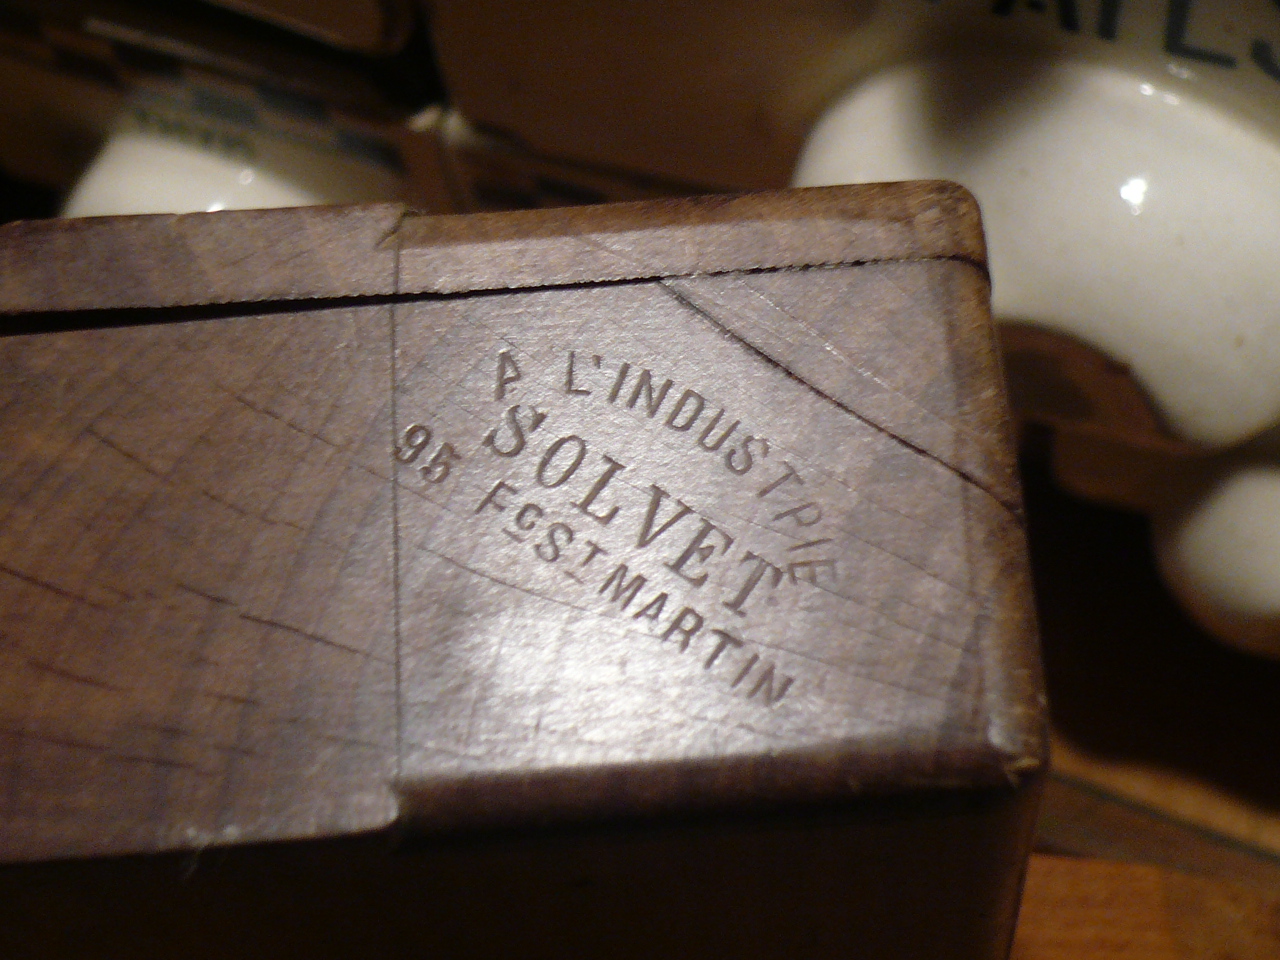 A L'INDUSTRIE
SOLVET
95 Fg ST MARTIN